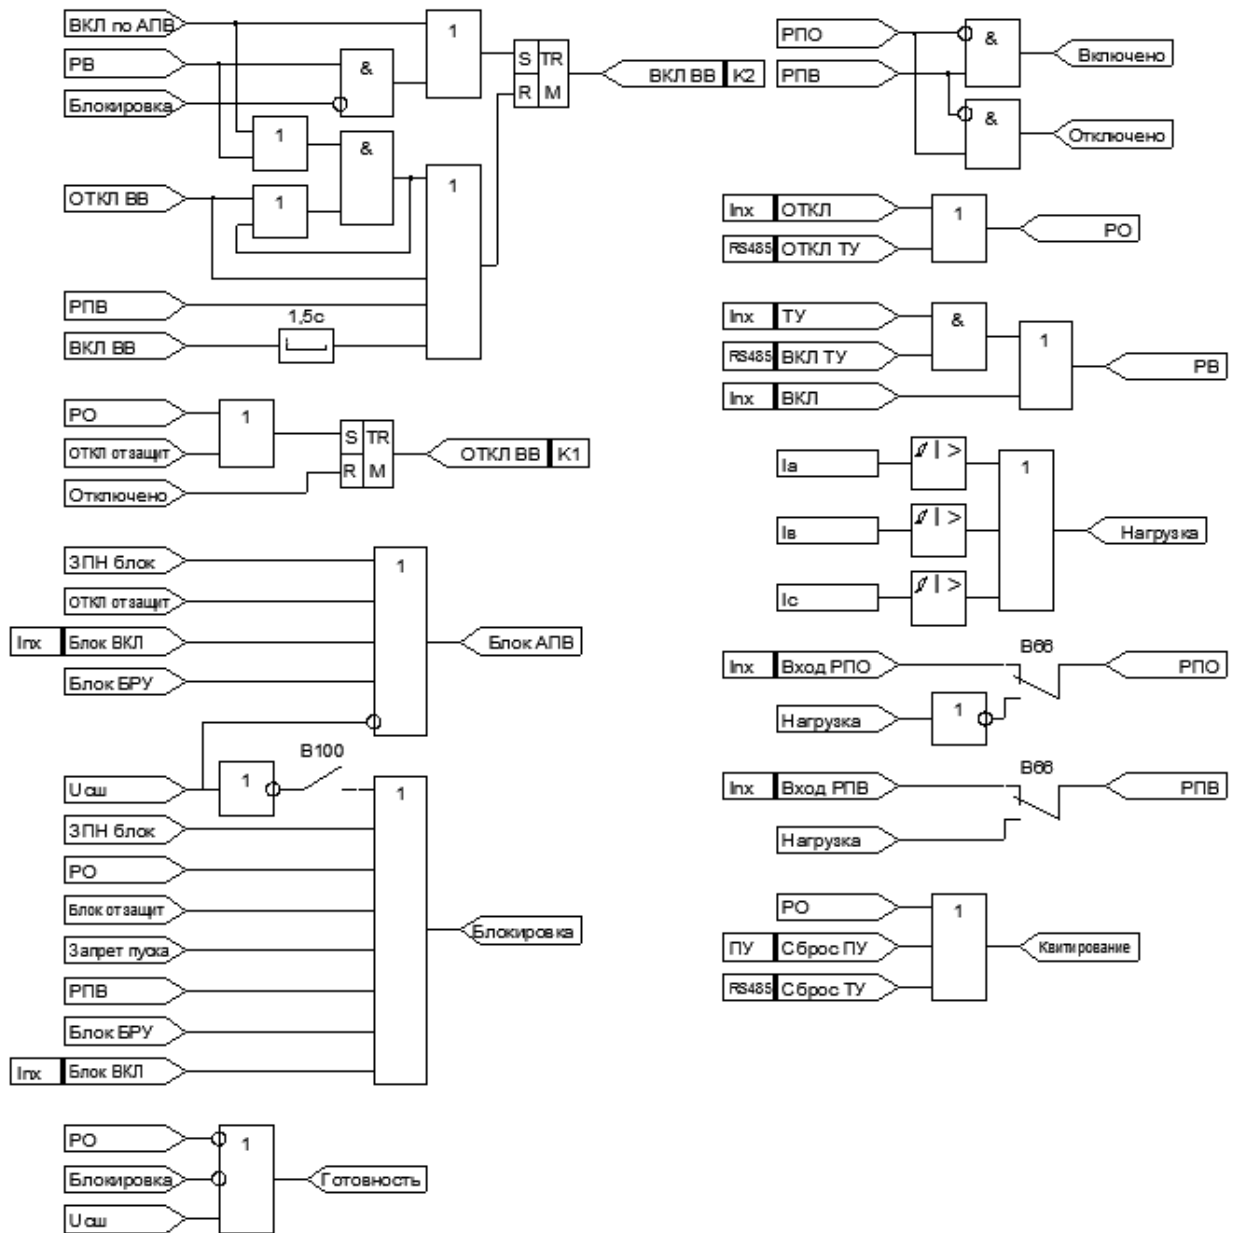 ВКЛ по АПВ
РВ
Блокировка
ОТКЛ ВВ
РПВ
ВКЛ ВВ
1,5с
&
1
&
1
1
1
S TR
R M
ВКЛ ВВ K2
РО
ОТКЛ от защит
Отключено
1
S TR
R M
ОТКЛ ВВ K1
ЗПН блок
ОТКЛ от защит
Inx Блок ВКЛ
Блок БРУ
1
Блок АПВ
Uсш
1
В100
ЗПН блок
РО
Блок от защит
Запрет пуска
РПВ
Блок БРУ
Inx Блок ВКЛ
1
Блокировка
РО
Блокировка
Uсш
1
Готовность
РПО
РПВ
&
&
Включено
Отключено
Inx ОТКЛ
RS485 ОТКЛ ТУ
1
РО
Inx ТУ
RS485 ВКЛ ТУ
Inx ВКЛ
&
1
РВ
Iа
Iв
Iс
I >
I >
I >
1
Нагрузка
Inx Вход РПО
Нагрузка
1
В66
РПО
Inx Вход РПВ
Нагрузка
В66
РПВ
РО
ПУ Сброс ПУ
RS485 Сброс ТУ
1
Квитирование